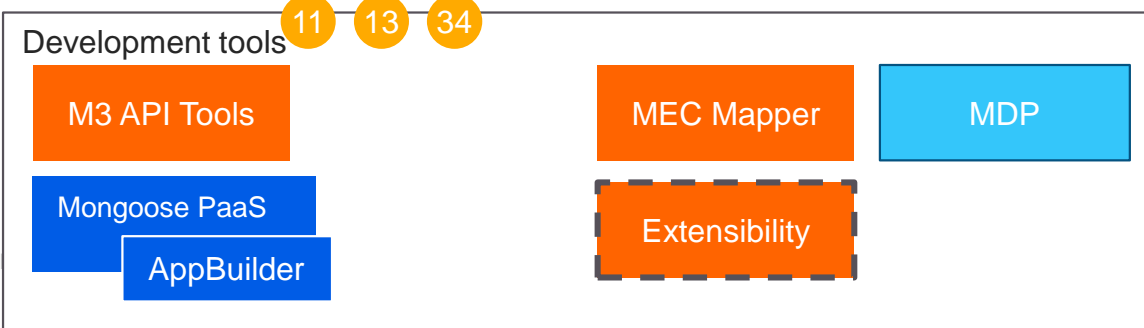 11 13 34
Development tools
M3 API Tools
MEC Mapper
MDP
Mongoose PaaS
AppBuilder
Extensibility